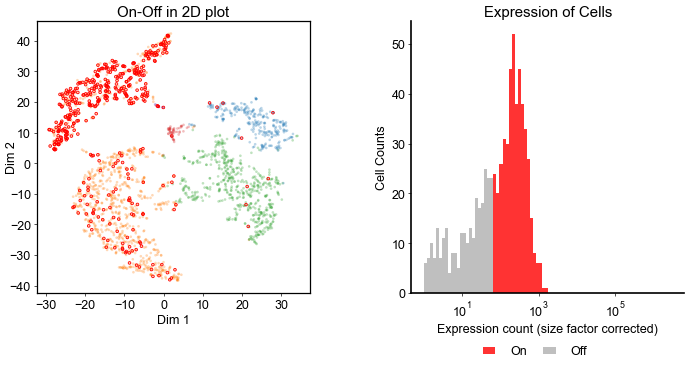 On-Off in 2D plot
Dim 2
40
30
20
10
0
−10
−20
−30
−40
−30 −20 −10 0 10 20 30
Dim 1
Expression of Cells
Cell Counts
50
40
30
20
10
0
10^1 10^3 10^5
Expression count (size factor corrected)
On Off